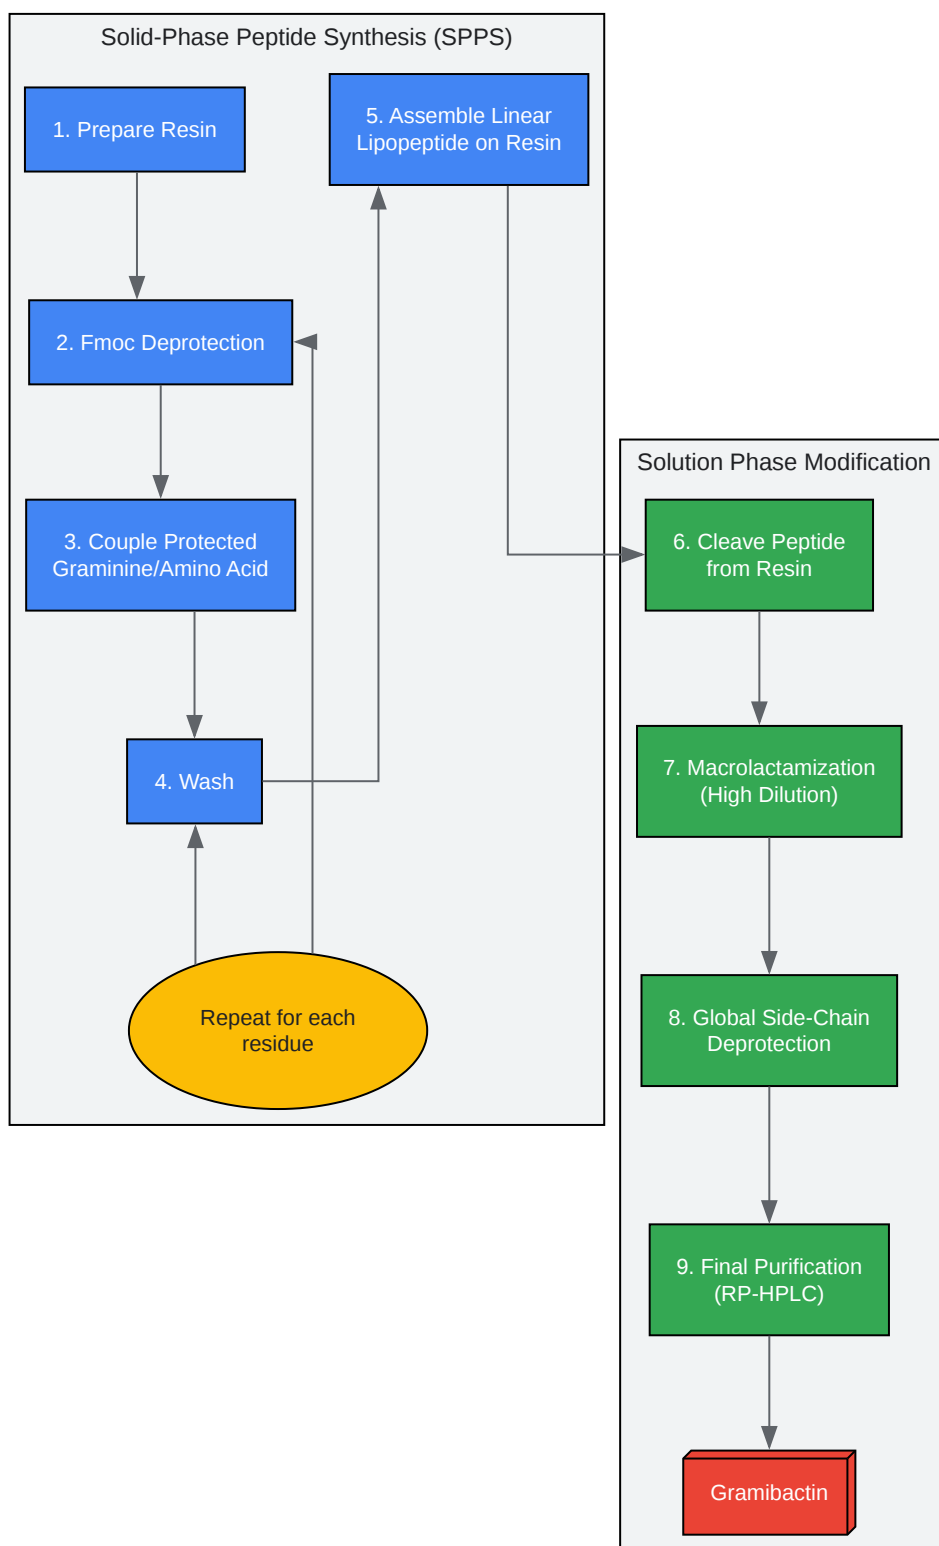 Solid-Phase Peptide Synthesis (SPPS)
1. Prepare Resin
2. Fmoc Deprotection
3. Couple Protected
Graminine/Amino Acid
4. Wash
Repeat for each
residue
5. Assemble Linear
Lipopeptide on Resin
Solution Phase Modification
6. Cleave Peptide
from Resin
7. Macrolactamization
(High Dilution)
8. Global Side-Chain
Deprotection
9. Final Purification
(RP-HPLC)
Gramibactin